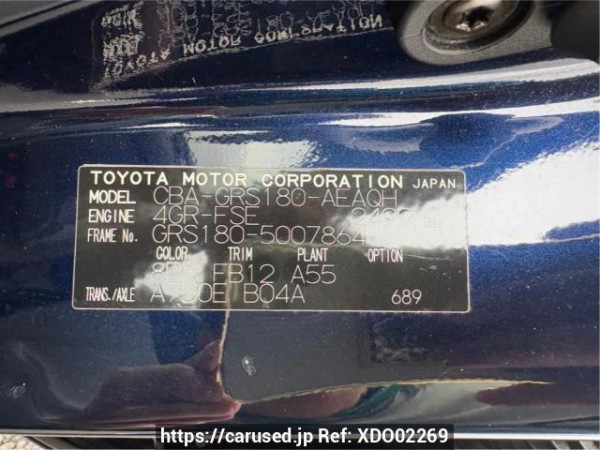 TOYOTA MOTOR CORPORATION JAPAN
MODEL CBA-GRS180-AEAQH
ENGINE 4GR-FSE ML
FRAME No. GRS180-5007864
COLOR TRIM PLANT OPTION
FB12 A55
TRANS./AXLE B04A 689
https://carused.jp Ref: XDO02269